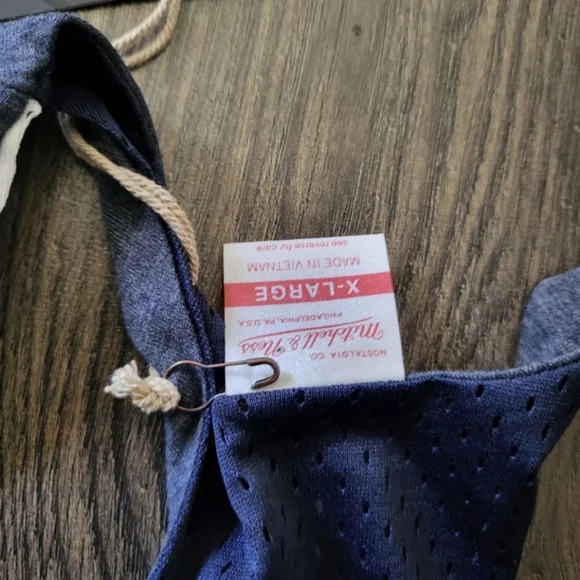 NOSTALGIA CO.
Mitchell & Ness
PHILADELPHIA, PA. U.S.A.
X-LARGE
MADE IN VIETNAM
see reverse for care